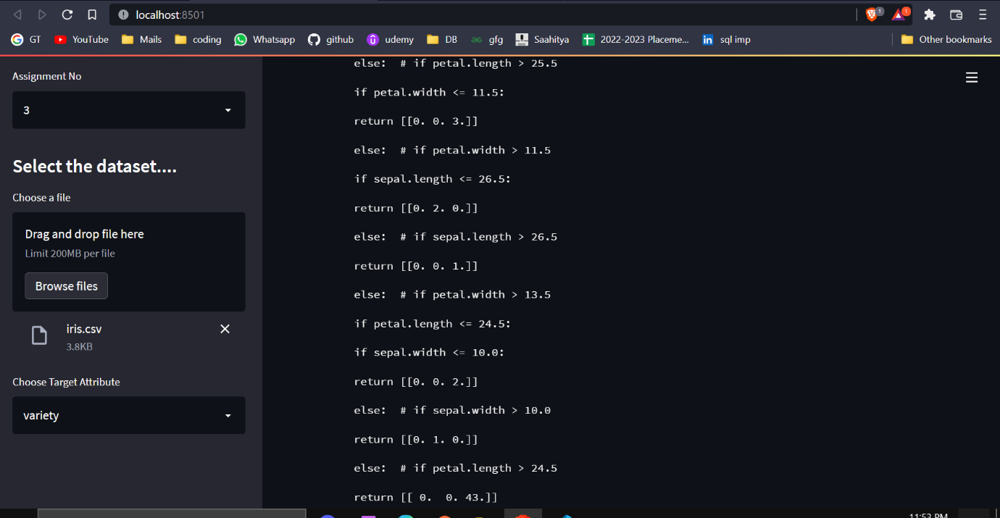 localhost:8501
1
1
GT
YouTube
Mails
coding
Whatsapp
github
udemy
DB
gfg
Saahitya
2022-2023 Placeme...
sql imp
Other bookmarks
Assignment No
3
Select the dataset....
Choose a file
Drag and drop file here
Limit 200MB per file
Browse files
iris.csv
3.8KB
Choose Target Attribute
variety
else:  # if petal.length > 25.5
if petal.width <= 11.5:
return [[0. 0. 3.]]
else:  # if petal.width > 11.5
if sepal.length <= 26.5:
return [[0. 2. 0.]]
else:  # if sepal.length > 26.5
return [[0. 0. 1.]]
else:  # if petal.width > 13.5
if petal.length <= 24.5:
if sepal.width <= 10.0:
return [[0. 0. 2.]]
else:  # if sepal.width > 10.0
return [[0. 1. 0.]]
else:  # if petal.length > 24.5
return [[ 0.  0. 43.]]
11:53 PM